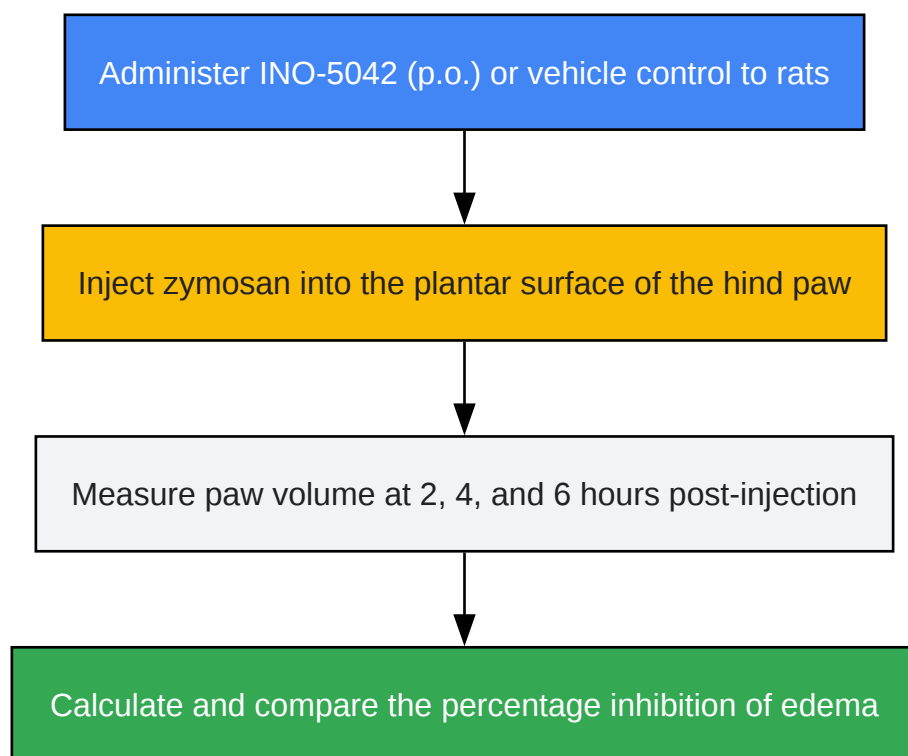 Administer INO-5042 (p.o.) or vehicle control to rats
Inject zymosan into the plantar surface of the hind paw
Measure paw volume at 2, 4, and 6 hours post-injection
Calculate and compare the percentage inhibition of edema